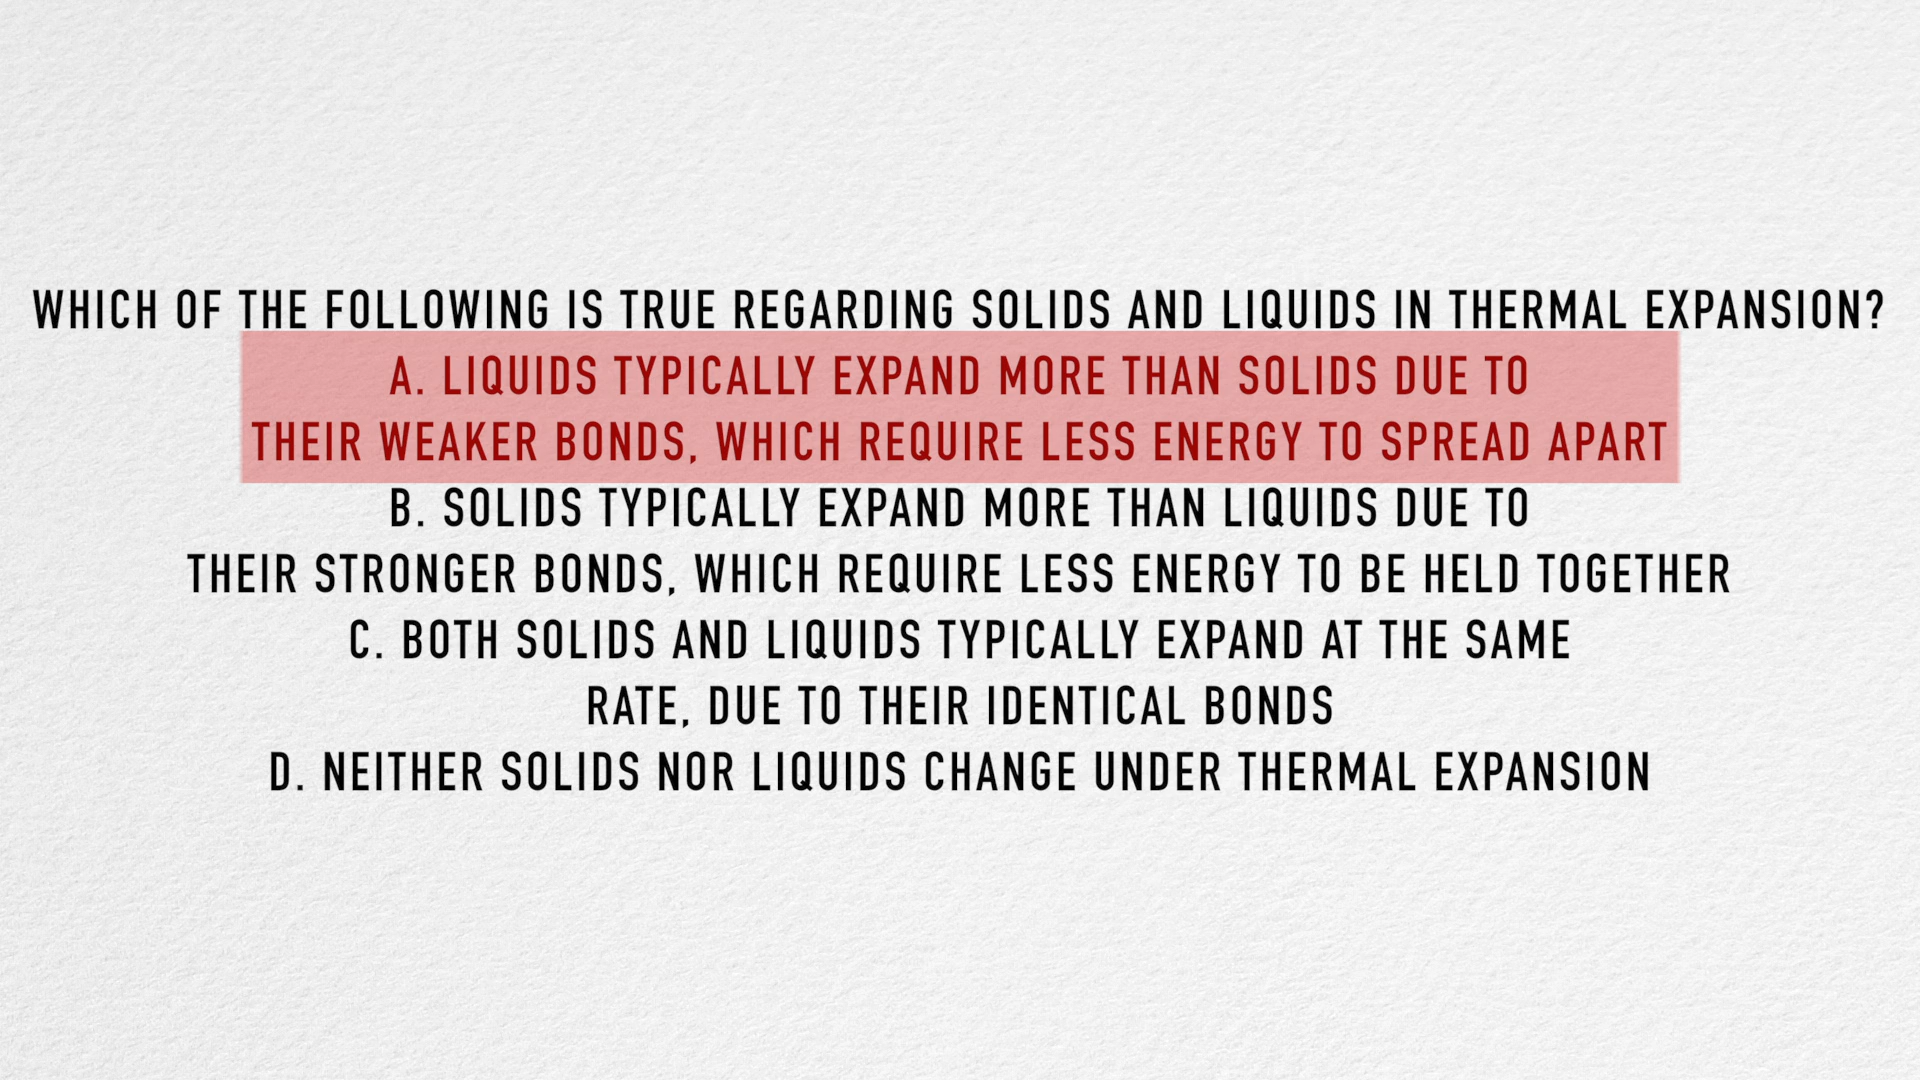 WHICH OF THE FOLLOWING IS TRUE REGARDING SOLIDS AND LIQUIDS IN THERMAL EXPANSION?
A. LIQUIDS TYPICALLY EXPAND MORE THAN SOLIDS DUE TO
THEIR WEAKER BONDS, WHICH REQUIRE LESS ENERGY TO SPREAD APART
B. SOLIDS TYPICALLY EXPAND MORE THAN LIQUIDS DUE TO
THEIR STRONGER BONDS, WHICH REQUIRE LESS ENERGY TO BE HELD TOGETHER
C. BOTH SOLIDS AND LIQUIDS TYPICALLY EXPAND AT THE SAME
RATE, DUE TO THEIR IDENTICAL BONDS
D. NEITHER SOLIDS NOR LIQUIDS CHANGE UNDER THERMAL EXPANSION